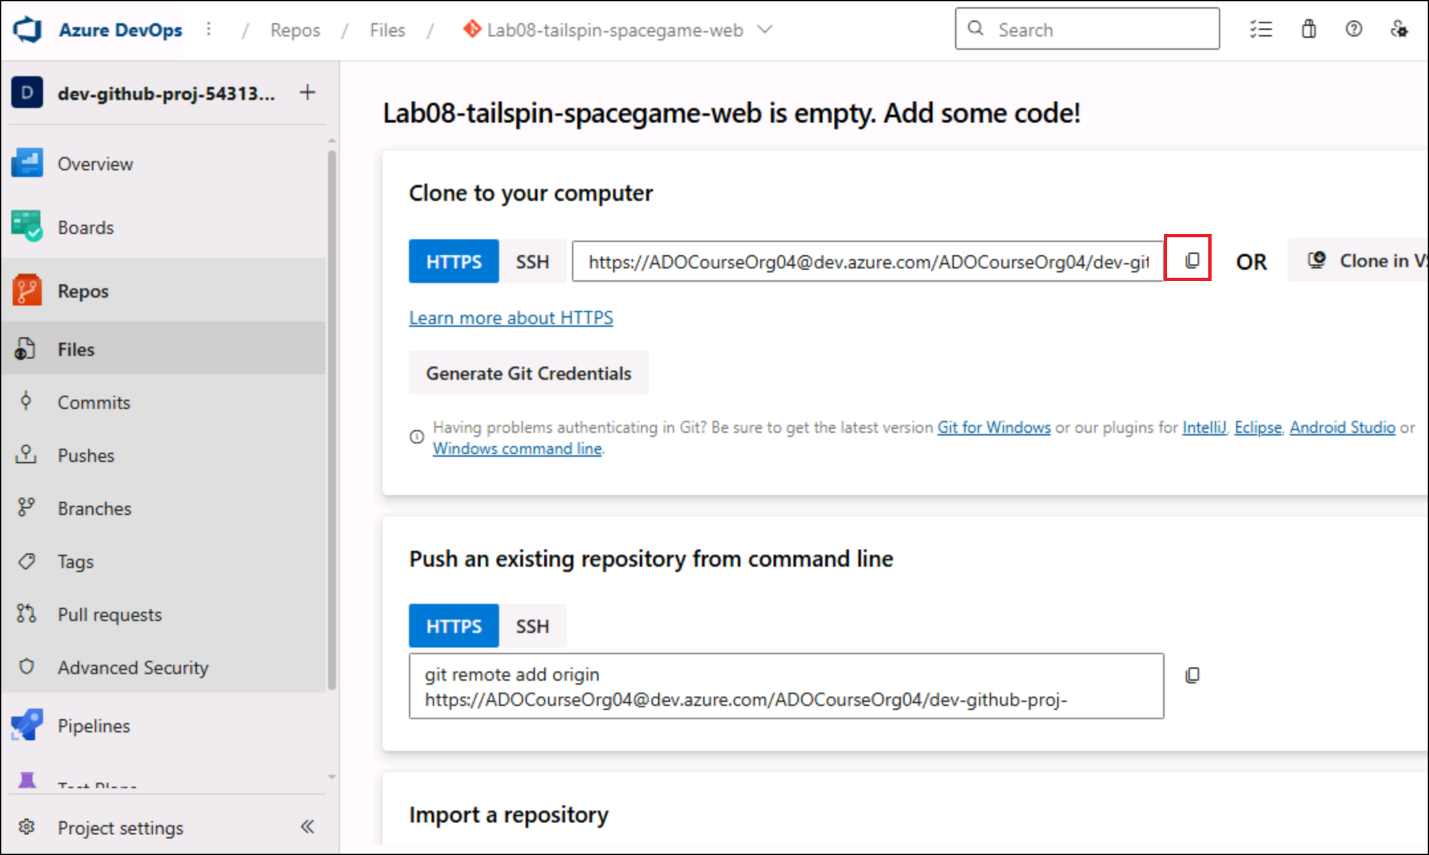 Azure DevOps / Repos / Files / Lab08-tailspin-spacegame-web
Search
D dev-github-proj-54313... +
Overview
Boards
Repos
Files
Commits
Pushes
Branches
Tags
Pull requests
Advanced Security
Pipelines
Test Plans
Project settings
Lab08-tailspin-spacegame-web is empty. Add some code!
Clone to your computer
HTTPS SSH https://ADOCourseOrg04@dev.azure.com/ADOCourseOrg04/dev-git OR Clone in VS
Learn more about HTTPS
Generate Git Credentials
Having problems authenticating in Git? Be sure to get the latest version Git for Windows or our plugins for IntelliJ, Eclipse, Android Studio or
Windows command line.
Push an existing repository from command line
HTTPS SSH
git remote add origin
https://ADOCourseOrg04@dev.azure.com/ADOCourseOrg04/dev-github-proj-
Import a repository